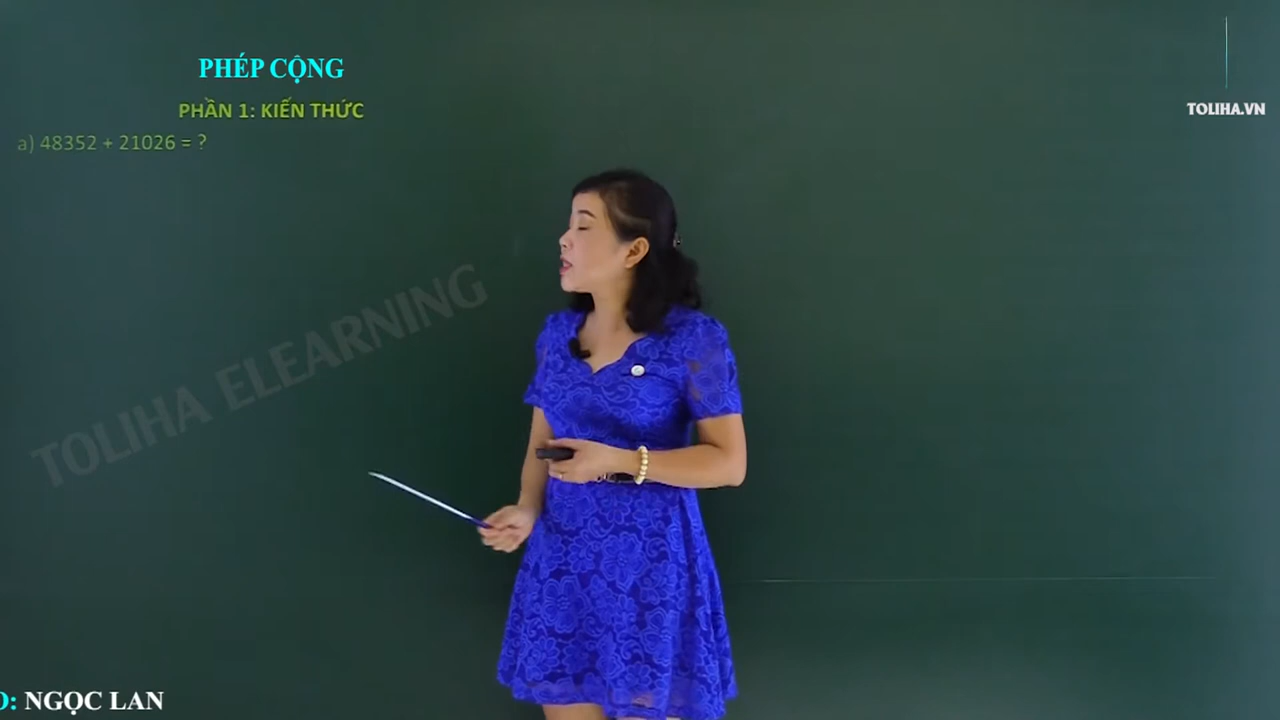 PHÉP CỘNG
TOLIHA.VN
PHẦN 1: KIẾN THỨC
a) 48352 + 21026 = ?
TOLIHA ELEARNING
NGỌC LAN